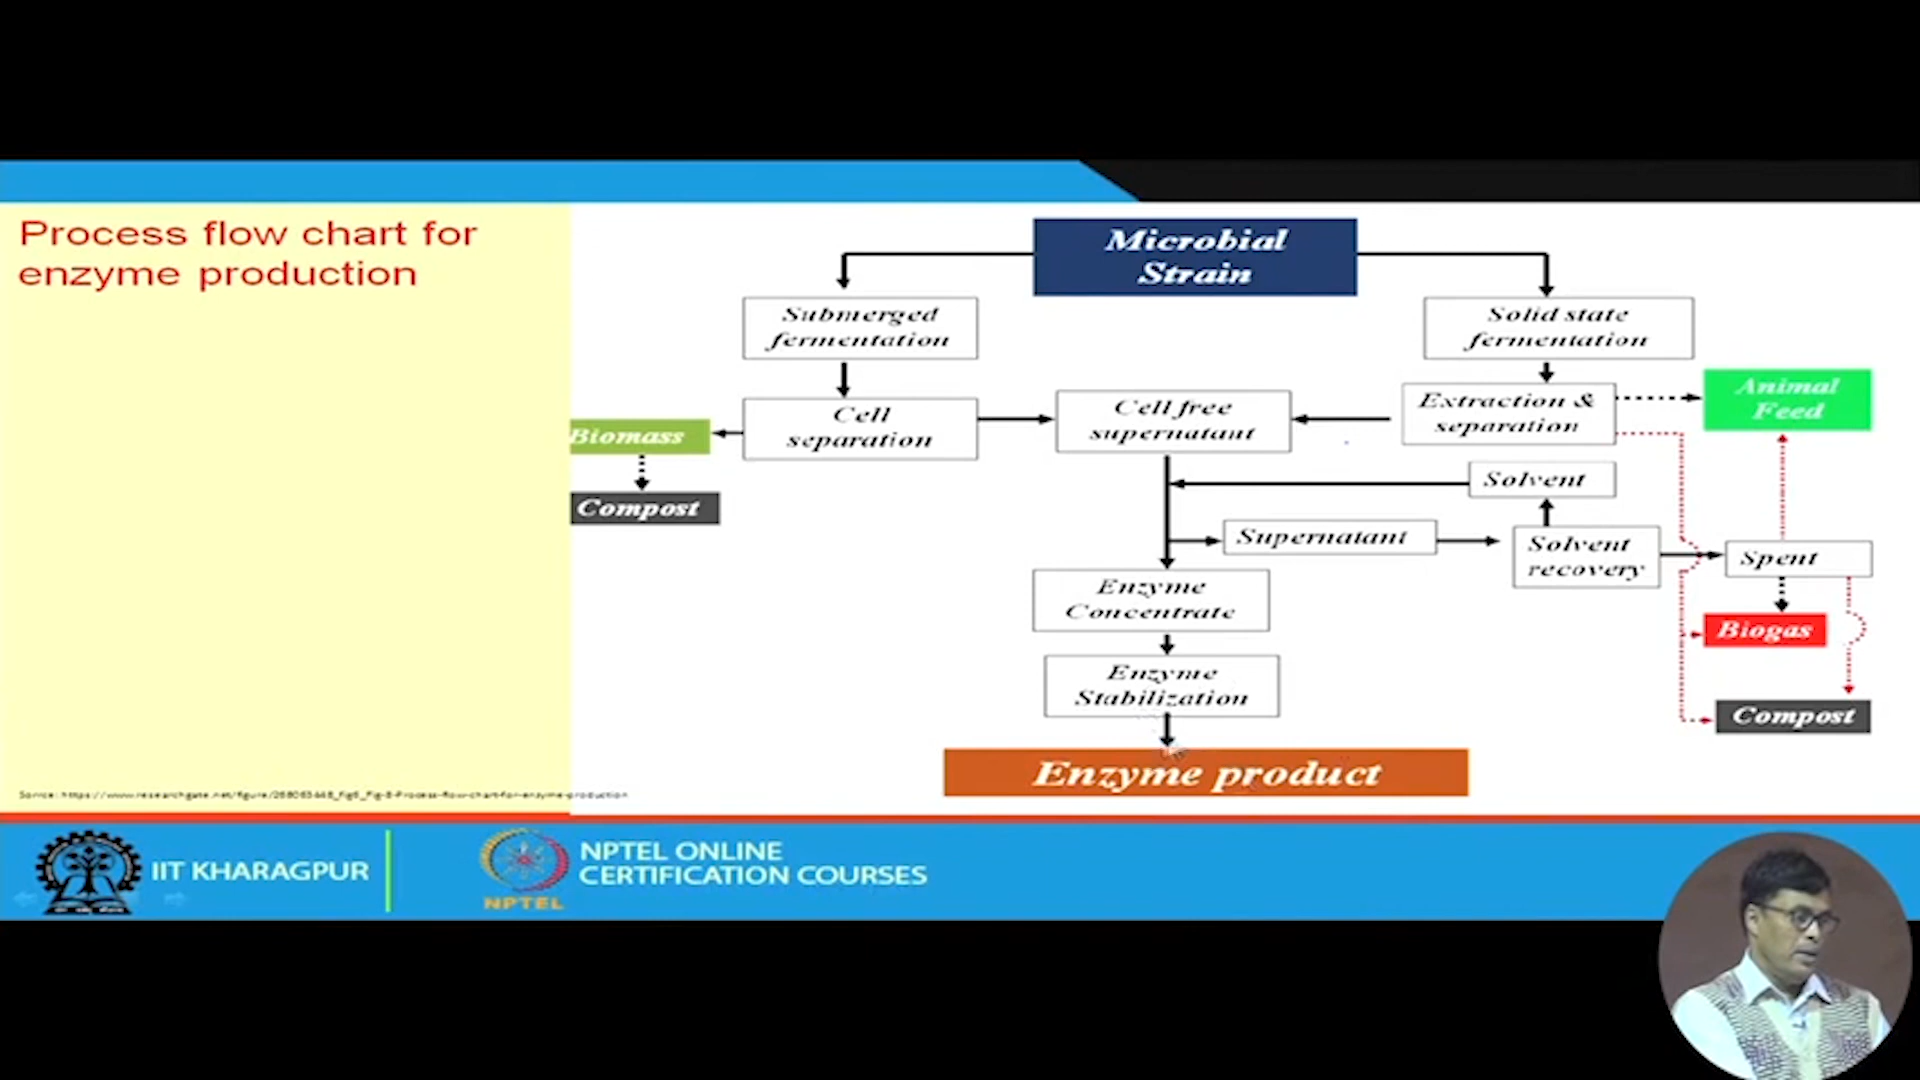 Process flow chart for
enzyme production
Microbial
Strain
Submerged
fermentation
Solid state
fermentation
Cell
separation
Cell free
supernatant
Extraction &
separation
Animal
Feed
Biomass
Compost
Solvent
Supernatant
Solvent
recovery
Spent
Enzyme
Concentrate
Biogas
Enzyme
Stabilization
Compost
Enzyme product
IIT KHARAGPUR
NPTEL
NPTEL ONLINE
CERTIFICATION COURSES